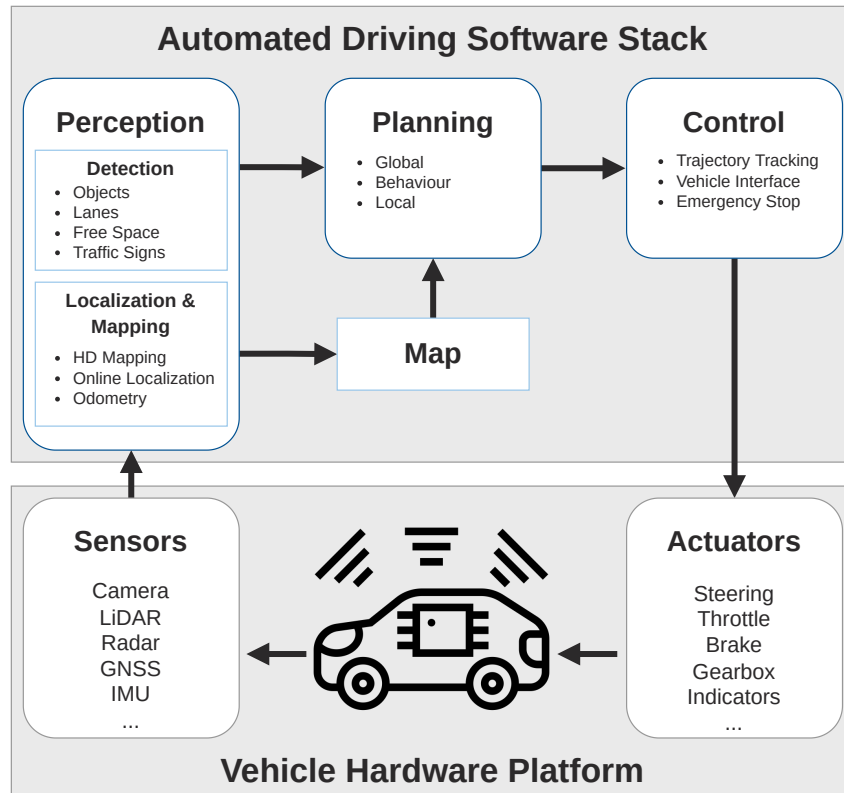 Automated Driving Software Stack
Perception
Detection
• Objects
• Lanes
• Free Space
• Traffic Signs
Localization &
Mapping
• HD Mapping
• Online Localization
• Odometry
Planning
• Global
• Behaviour
• Local
Map
Control
• Trajectory Tracking
• Vehicle Interface
• Emergency Stop
Sensors
Camera
LiDAR
Radar
GNSS
IMU
...
Actuators
Steering
Throttle
Brake
Gearbox
Indicators
...
Vehicle Hardware Platform